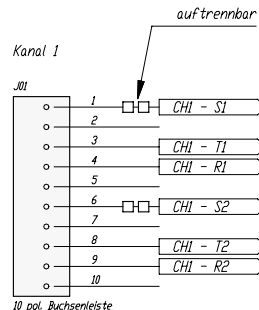 auftrennbar
Kanal 1
J01
1 CH1 - S1
2
3 CH1 - T1
4 CH1 - R1
5
6 CH1 - S2
7
8 CH1 - T2
9 CH1 - R2
10
10 pol. Buchsenleiste